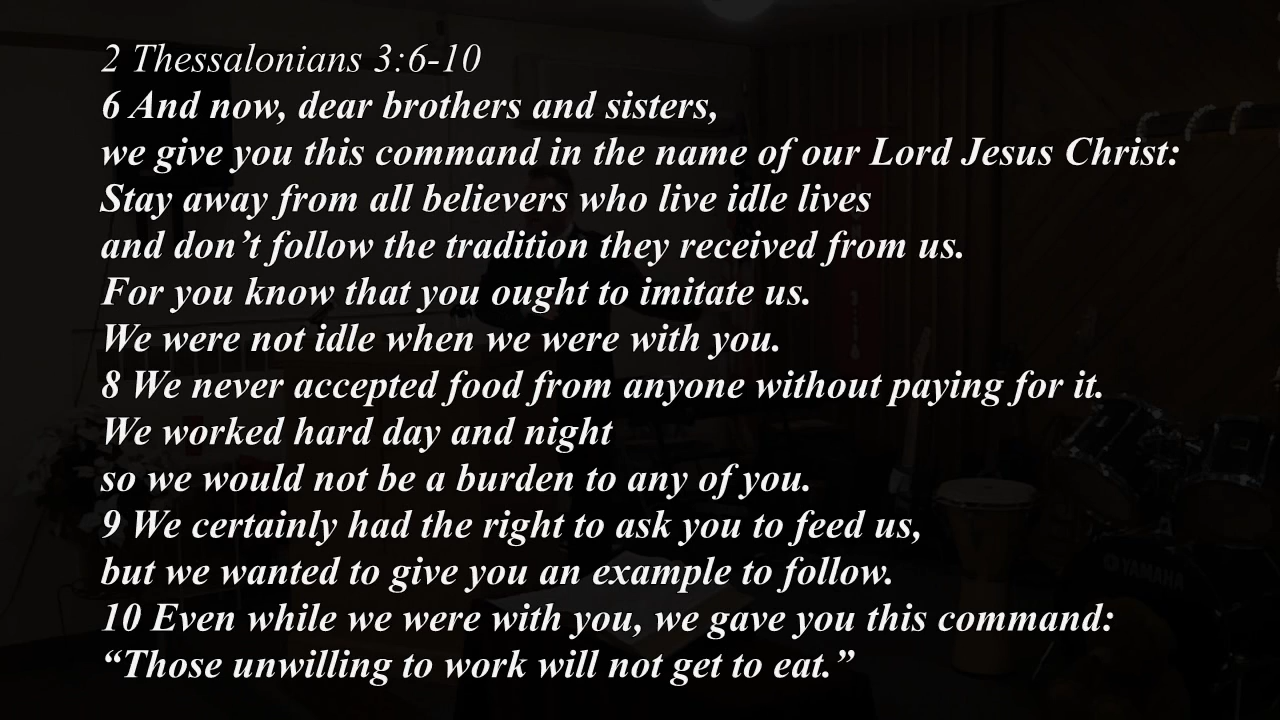 2 Thessalonians 3:6-10
6 And now, dear brothers and sisters,
we give you this command in the name of our Lord Jesus Christ:
Stay away from all believers who live idle lives
and don’t follow the tradition they received from us.
For you know that you ought to imitate us.
We were not idle when we were with you.
8 We never accepted food from anyone without paying for it.
We worked hard day and night
so we would not be a burden to any of you.
9 We certainly had the right to ask you to feed us,
but we wanted to give you an example to follow.
10 Even while we were with you, we gave you this command:
“Those unwilling to work will not get to eat.”
YAMAHA